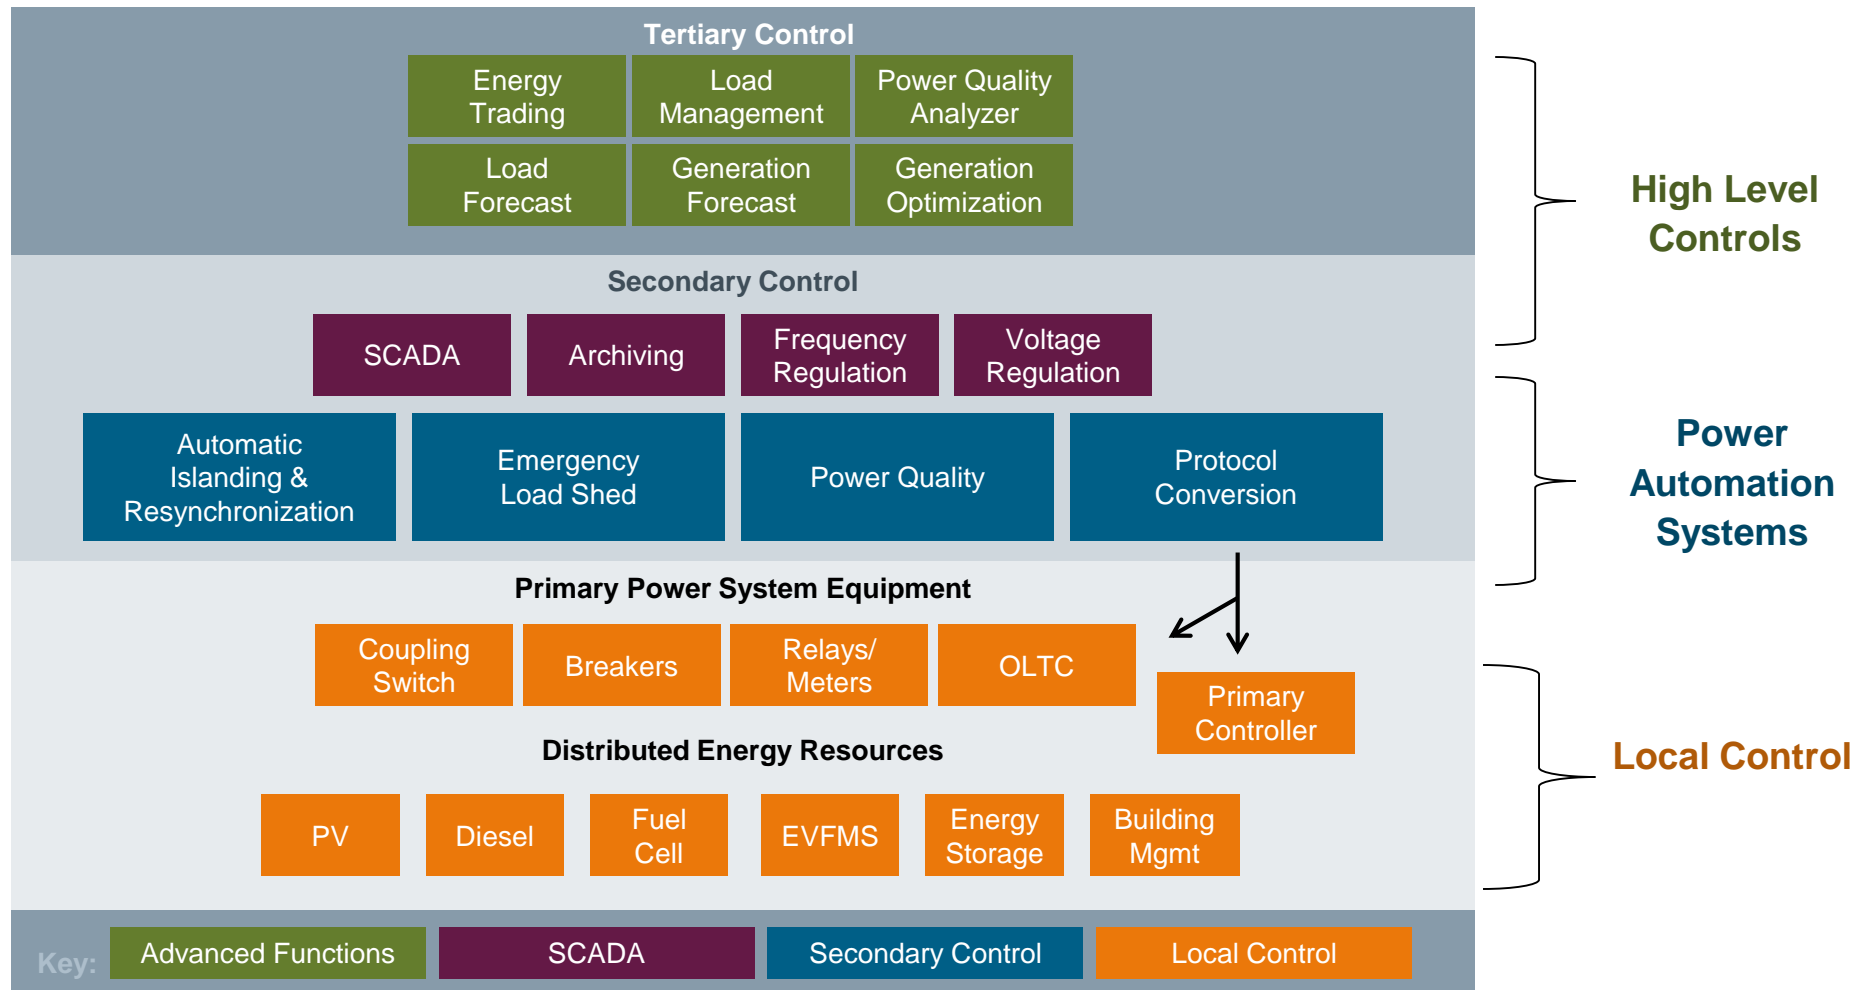 Tertiary Control
Energy
Trading
Load
Management
Power Quality
Analyzer
Load
Forecast
Generation
Forecast
Generation
Optimization
High Level
Controls
Secondary Control
SCADA
Archiving
Frequency
Regulation
Voltage
Regulation
Automatic
Islanding &
Resynchronization
Emergency
Load Shed
Power Quality
Protocol
Conversion
Power
Automation
Systems
Primary Power System Equipment
Coupling
Switch
Breakers
Relays/
Meters
OLTC
Primary
Controller
Distributed Energy Resources
Local Control
PV
Diesel
Fuel
Cell
EVFMS
Energy
Storage
Building
Mgmt
Key:
Advanced Functions
SCADA
Secondary Control
Local Control